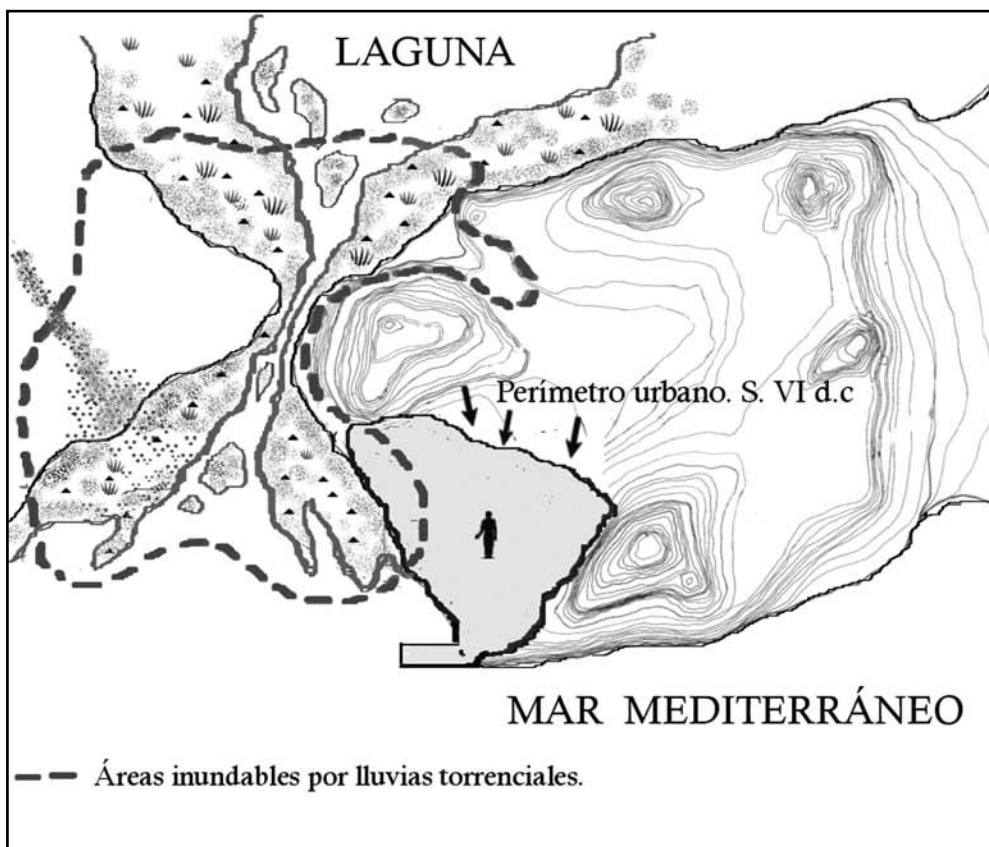 LAGUNA
Perímetro urbano. S. VI d.c
MAR MEDITERRÁNEO
Áreas inundables por lluvias torrenciales.